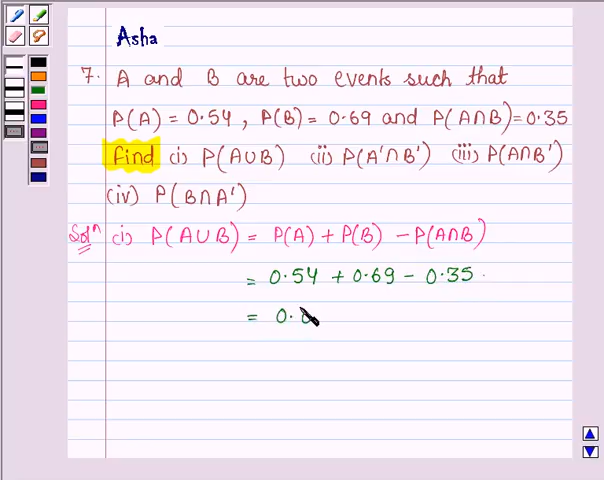 Asha
7. A and B are two events such that
P(A) = 0.54 , P(B) = 0.69 and P(A∩B) = 0.35
Find (i) P(A∪B) (ii) P(A'∩B') (iii) P(A∩B')
(iv) P(B∩A')
Solⁿ (i) P(A∪B) = P(A) + P(B) − P(A∩B)
= 0.54 + 0.69 − 0.35
= 0.